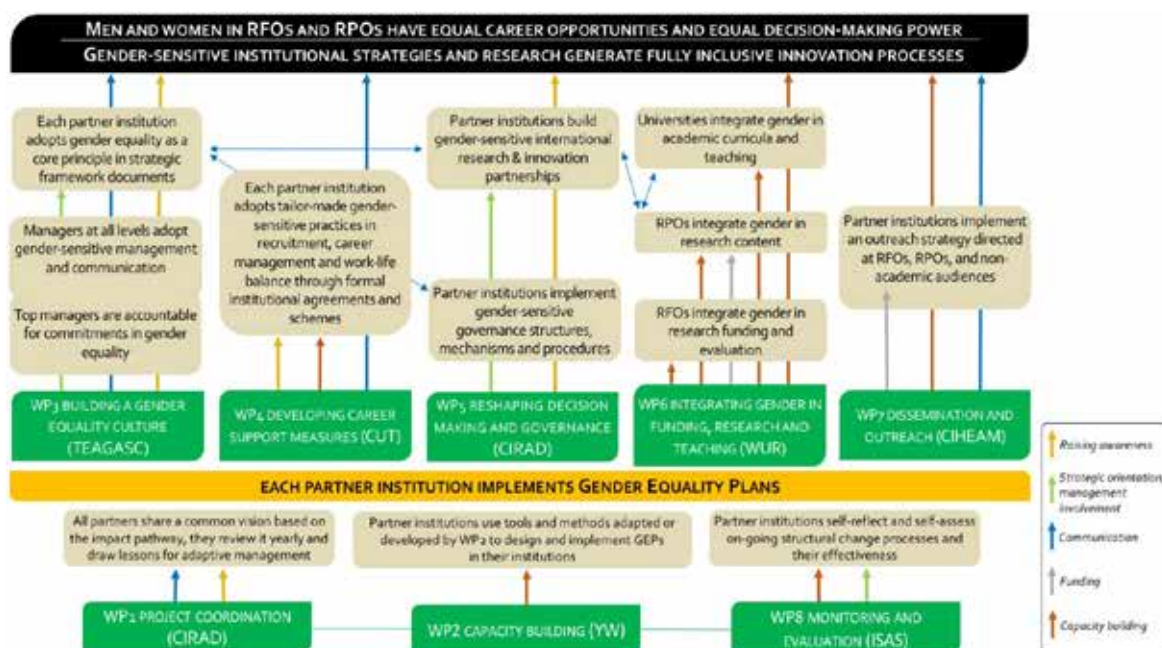 MEN AND WOMEN IN RFOS AND RPOS HAVE EQUAL CAREER OPPORTUNITIES AND EQUAL DECISION-MAKING POWER
GENDER-SENSITIVE INSTITUTIONAL STRATEGIES AND RESEARCH GENERATE FULLY INCLUSIVE INNOVATION PROCESSES
Each partner institution
adopts gender equality as a
core principle in strategic
framework documents
Managers at all levels adopt
gender-sensitive management
and communication
Top managers are accountable
for commitments in gender
equality
Each partner institution
adopts tailor-made gender-
sensitive practices in
recruitment, career
management and work-life
balance through formal
institutional agreements and
schemes
Partner institutions build
gender-sensitive international
research & innovation
partnerships
Partner institutions implement
gender-sensitive
governance structures,
mechanisms and procedures
Universities integrate gender in
academic curricula and
teaching
RPOs integrate gender in
research content
RFOs integrate gender in
research funding and
evaluation
Partner institutions implement
an outreach strategy directed
at RFOs, RPOs, and non-
academic audiences
WP3 BUILDING A GENDER
EQUALITY CULTURE
(TEAGASC)
WP4 DEVELOPING CAREER
SUPPORT MEASURES (CUT)
WP5 RESHAPING DECISION
MAKING AND GOVERNANCE
(CIRAD)
WP6 INTEGRATING GENDER IN
FUNDING, RESEARCH AND
TEACHING (WUR)
WP7 DISSEMINATION AND
OUTREACH (CIHEAM)
EACH PARTNER INSTITUTION IMPLEMENTS GENDER EQUALITY PLANS
All partners share a common vision based on
the impact pathway, they review it yearly and
draw lessons for adaptive management
Partner institutions use tools and methods adapted or
developed by WP2 to design and implement GEPs
in their institutions
Partner institutions self-reflect and self-assess
on-going structural change processes and
their effectiveness
WP1 PROJECT COORDINATION
(CIRAD)
WP2 CAPACITY BUILDING (YW)
WP8 MONITORING AND
EVALUATION (ISAS)
Raising awareness
Strategic orientation,
management
involvement
Communication
Funding
Capacity building